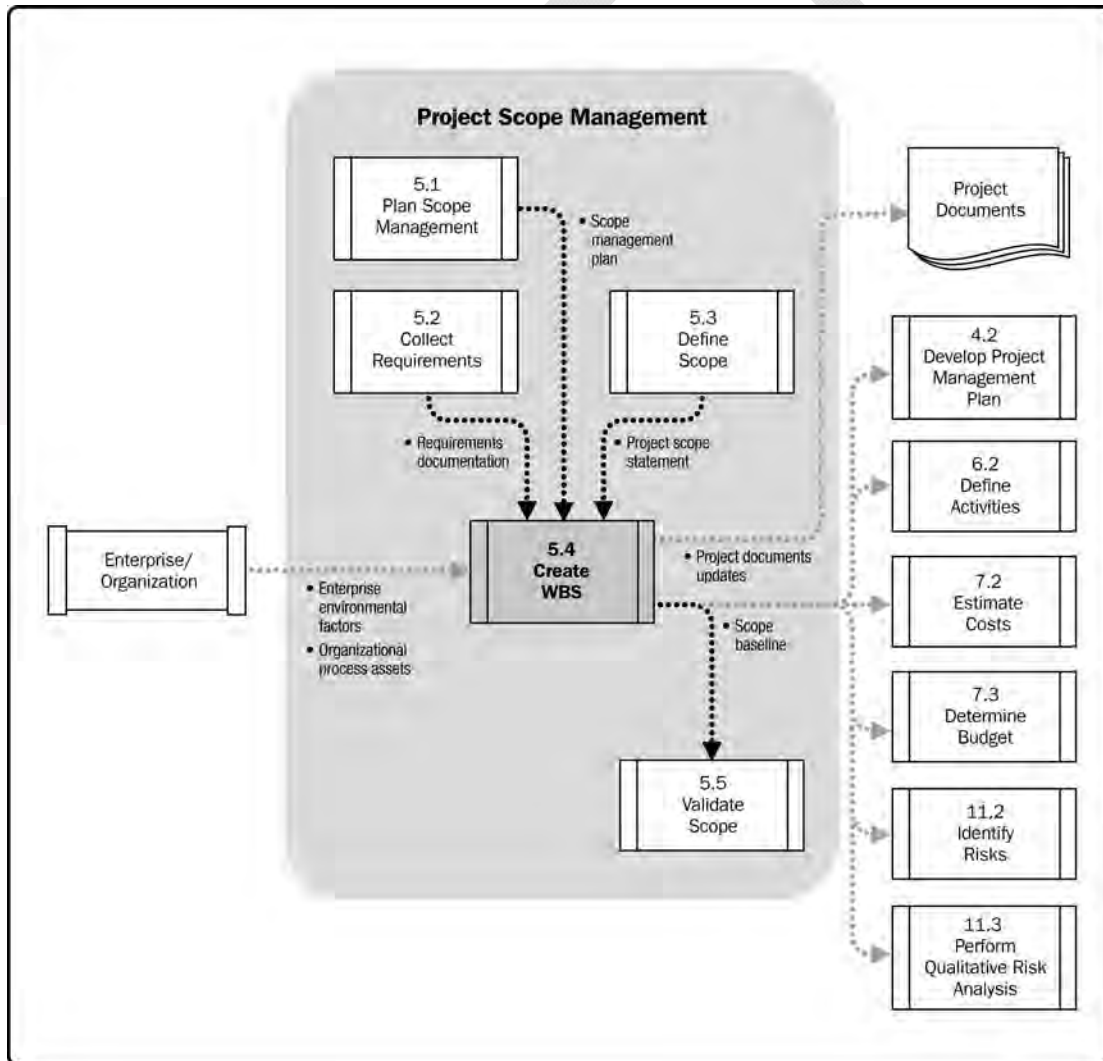 Project Scope Management
5.1
Plan Scope
Management
• Scope
management
plan
Project
Documents
5.2
Collect
Requirements
5.3
Define
Scope
4.2
Develop Project
Management
Plan
• Requirements
documentation
• Project scope
statement
6.2
Define
Activities
Enterprise/
Organization
• Enterprise
environmental
factors
• Organizational
process assets
5.4
Create
WBS
• Project documents
updates
• Scope
baseline
7.2
Estimate
Costs
7.3
Determine
Budget
5.5
Validate
Scope
11.2
Identify
Risks
11.3
Perform
Qualitative Risk
Analysis